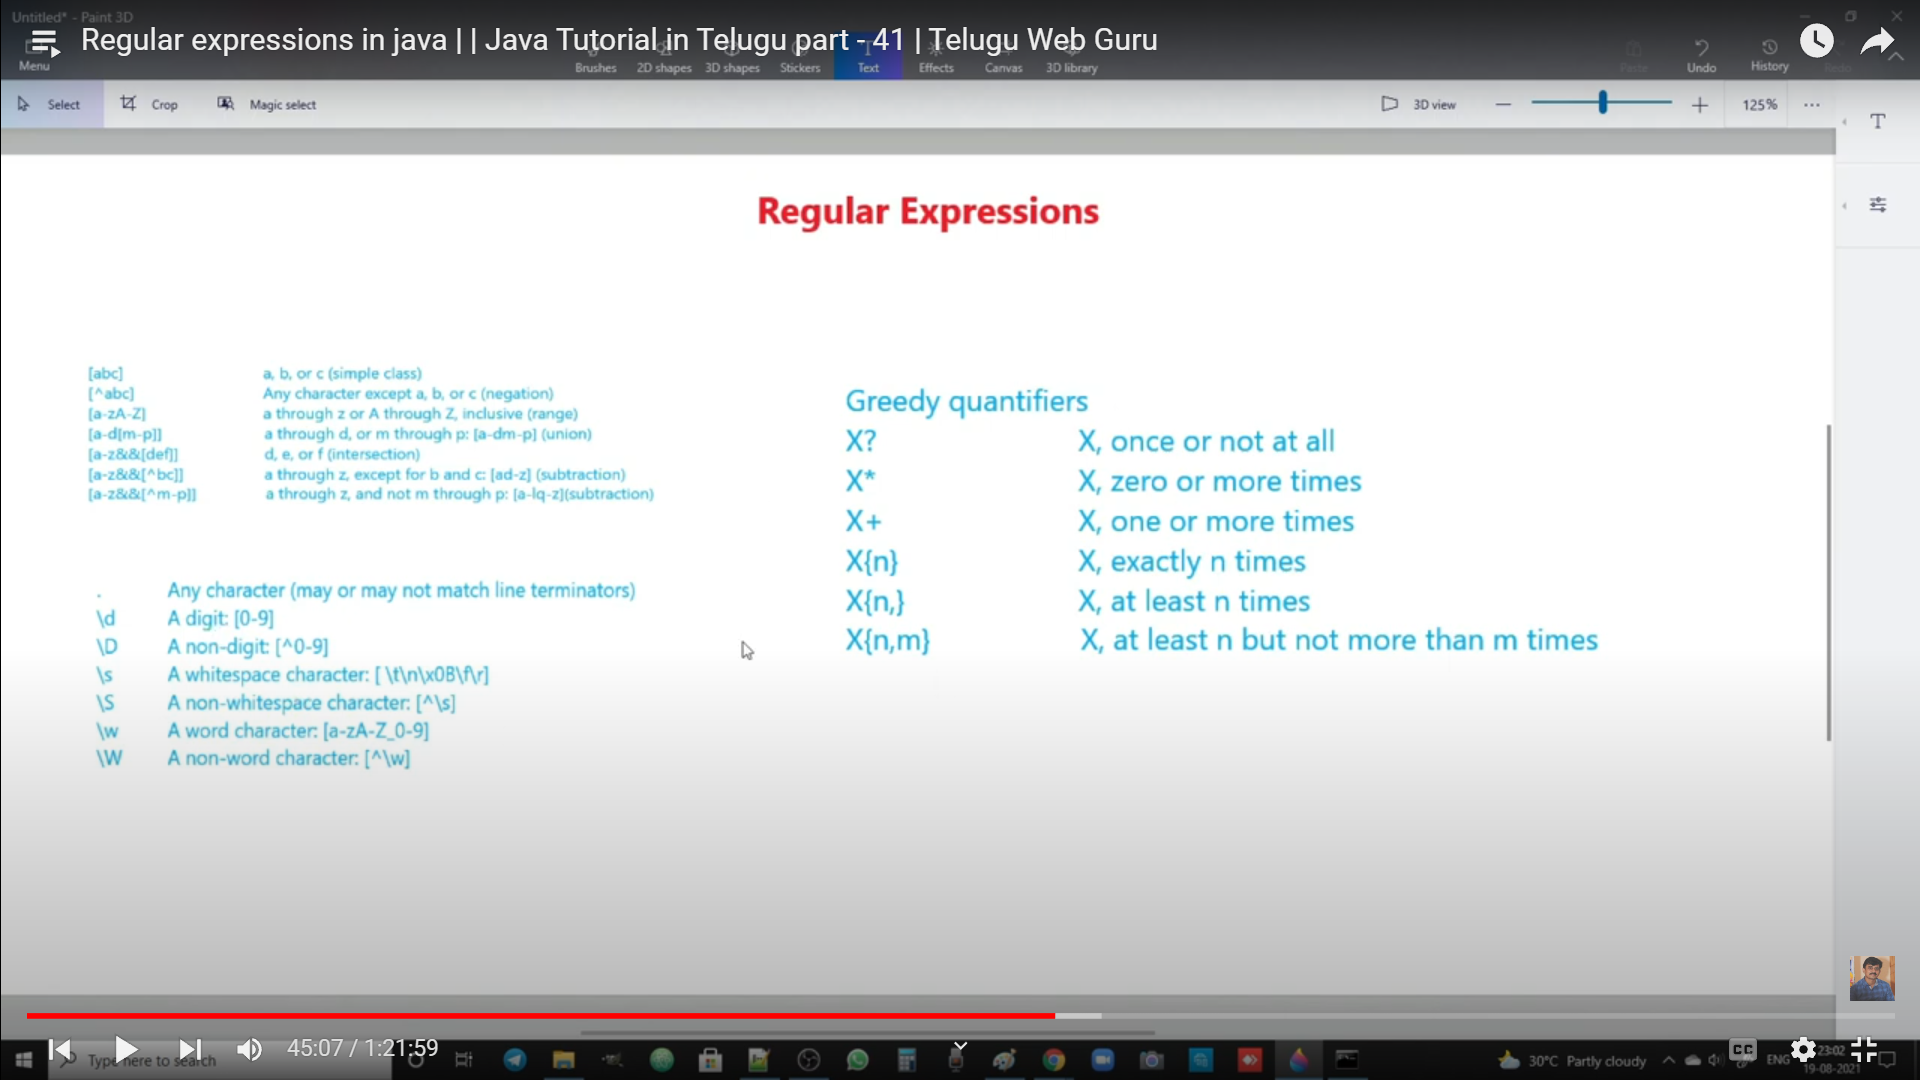 Untitled* - Paint 3D
Regular expressions in java | | Java Tutorial in Telugu part - 41 | Telugu Web Guru
Menu
Brushes
2D shapes
3D shapes
Stickers
Text
Effects
Canvas
3D library
Paste
Undo
History
Redo
Select
Crop
Magic select
3D view
125%
Regular Expressions
[abc] a, b, or c (simple class)
[^abc] Any character except a, b, or c (negation)
[a-zA-Z] a through z or A through Z, inclusive (range)
[a-d[m-p]] a through d, or m through p: [a-dm-p] (union)
[a-z&&[def]] d, e, or f (intersection)
[a-z&&[^bc]] a through z, except for b and c: [ad-z] (subtraction)
[a-z&&[^m-p]] a through z, and not m through p: [a-lq-z](subtraction)
. Any character (may or may not match line terminators)
\d A digit: [0-9]
\D A non-digit: [^0-9]
\s A whitespace character: [ \t\n\x0B\f\r]
\S A non-whitespace character: [^\s]
\w A word character: [a-zA-Z_0-9]
\W A non-word character: [^\w]
Greedy quantifiers
X? X, once or not at all
X* X, zero or more times
X+ X, one or more times
X{n} X, exactly n times
X{n,} X, at least n times
X{n,m} X, at least n but not more than m times
45:07 / 1:21:59
Type here to search
CC
30°C Partly cloudy
ENG
23:02
19-08-2021